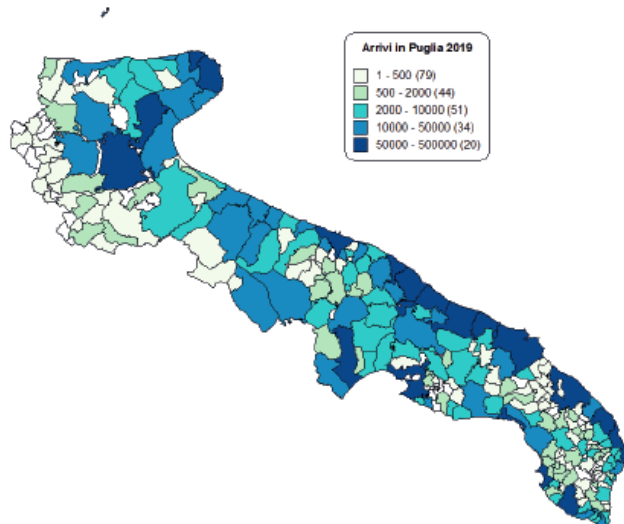 Arrivi in Puglia 2019
1 - 500 (79)
500 - 2000 (44)
2000 - 10000 (51)
10000 - 50000 (34)
50000 - 500000 (20)